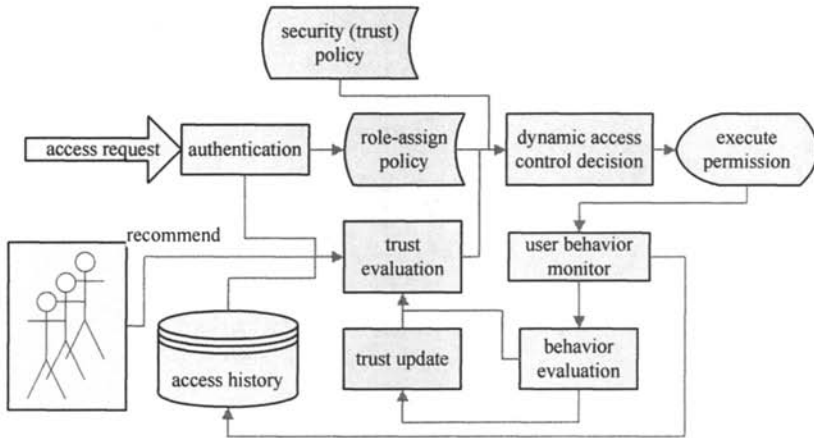 security (trust)
policy
access request
authentication
role-assign
policy
dynamic access
control decision
execute
permission
recommend
trust
evaluation
user behavior
monitor
access history
trust update
behavior
evaluation